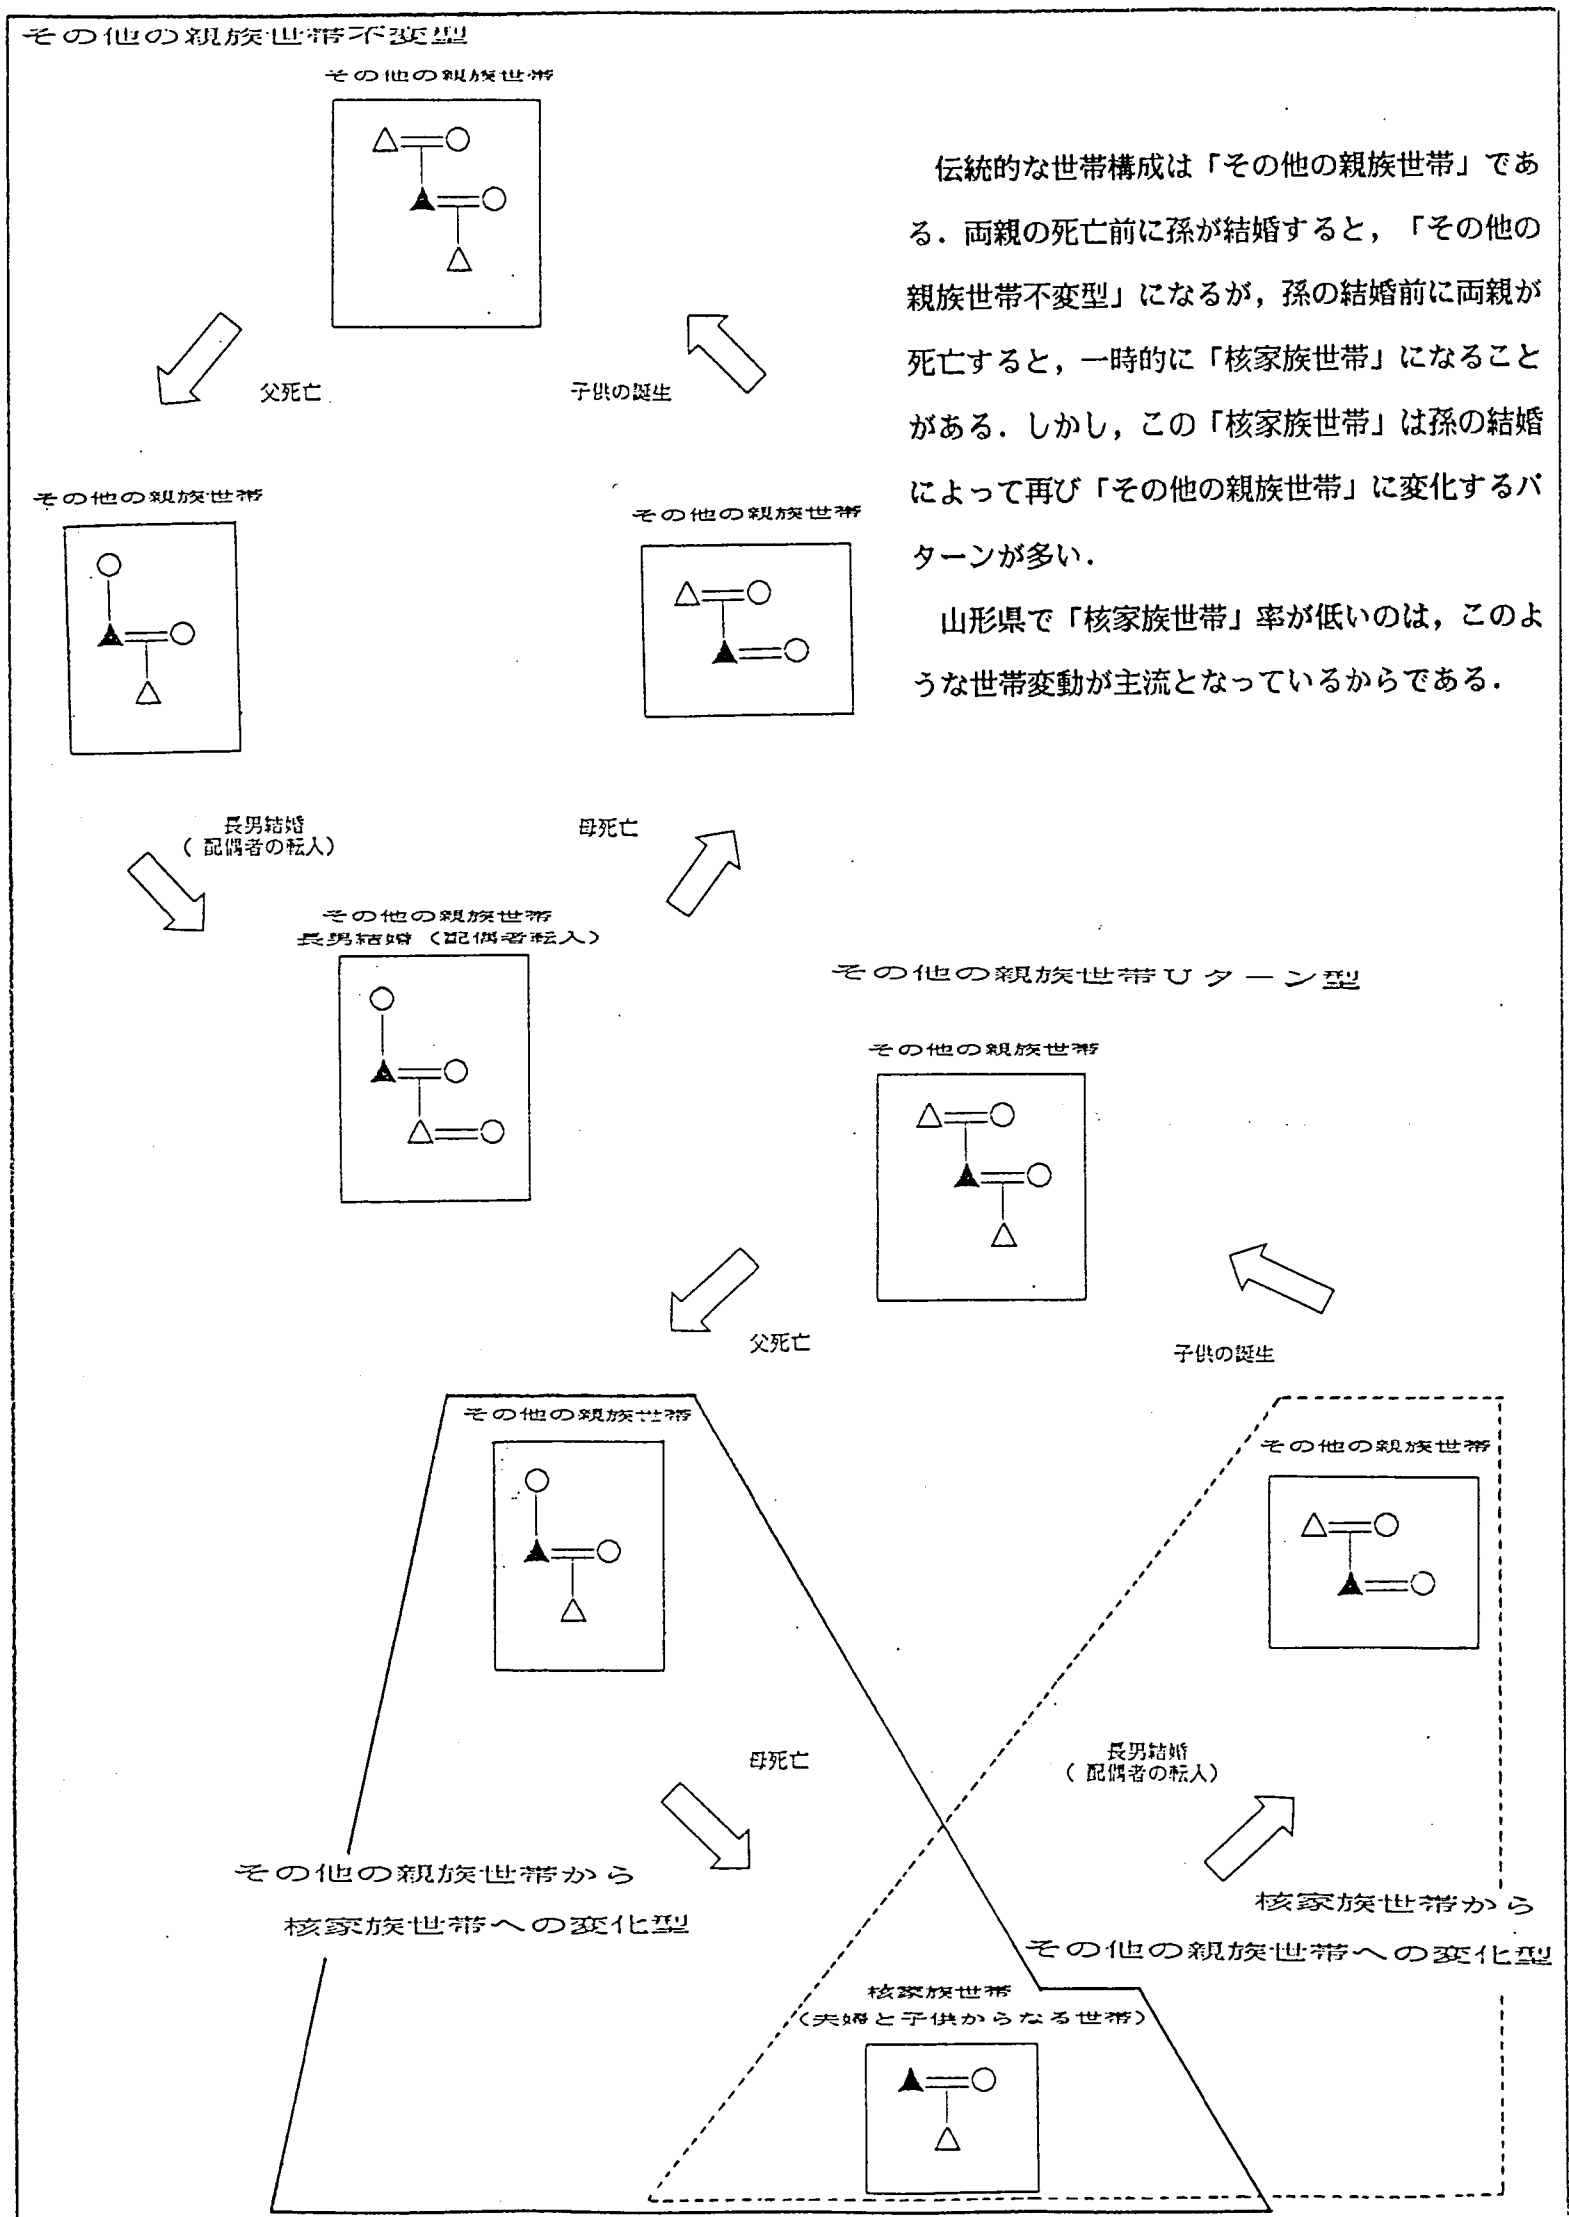 その他の親族世帯不変型
その他の親族世帯
伝統的な世帯構成は「その他の親族世帯」であ
る．両親の死亡前に孫が結婚すると，「その他の
親族世帯不変型」になるが，孫の結婚前に両親が
死亡すると，一時的に「核家族世帯」になること
がある．しかし，この「核家族世帯」は孫の結婚
によって再び「その他の親族世帯」に変化するパ
ターンが多い．
山形県で「核家族世帯」率が低いのは，このよ
うな世帯変動が主流となっているからである．
父死亡
子供の誕生
その他の親族世帯
その他の親族世帯
長男結婚
（配偶者の転入）
母死亡
その他の親族世帯
長男結婚（配偶者転入）
その他の親族世帯Uターン型
その他の親族世帯
父死亡
子供の誕生
その他の親族世帯
その他の親族世帯
母死亡
長男結婚
（配偶者の転入）
その他の親族世帯から
核家族世帯への変化型
核家族世帯から
その他の親族世帯への変化型
核家族世帯
（夫婦と子供からなる世帯）